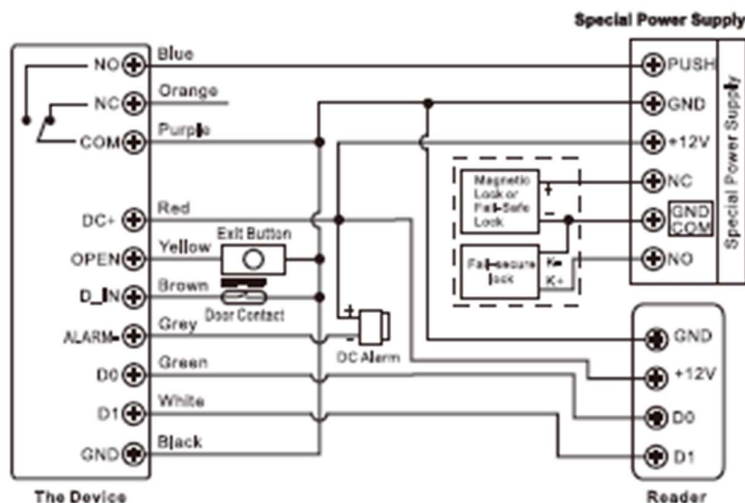 Special Power Supply
NO
Blue
PUSH
NC
Orange
GND
COM
Purple
+12V
Special Power Supply
Magnetic
Lock or
Fail-Safe
Lock
+
-
NC
DC+
Red
GND
COM
OPEN
Yellow
Exit Button
Fail-secure
lock
K-
K+
NO
D_IN
Brown
Door Contact
ALARM-
Grey
+
-
DC Alarm
GND
D0
Green
+12V
D1
White
D0
GND
Black
D1
The Device
Reader